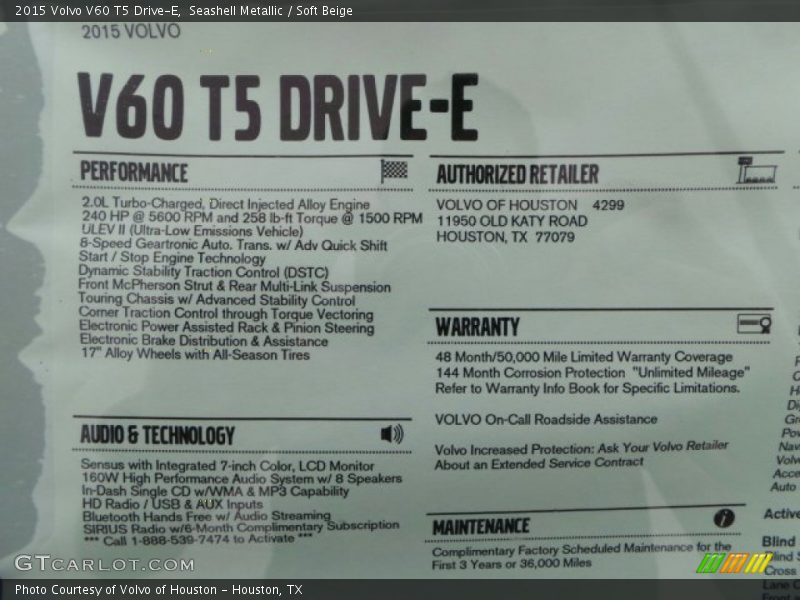 2015 Volvo V60 T5 Drive-E, Seashell Metallic / Soft Beige
2015 VOLVO
V60 T5 DRIVE-E
PERFORMANCE
2.0L Turbo-Charged, Direct Injected Alloy Engine
240 HP @ 5600 RPM and 258 lb-ft Torque @ 1500 RPM
ULEV II (Ultra-Low Emissions Vehicle)
8-Speed Geartronic Auto. Trans. w/ Adv Quick Shift
Start / Stop Engine Technology
Dynamic Stability Traction Control (DSTC)
Front McPherson Strut & Rear Multi-Link Suspension
Touring Chassis w/ Advanced Stability Control
Corner Traction Control through Torque Vectoring
Electronic Power Assisted Rack & Pinion Steering
Electronic Brake Distribution & Assistance
17" Alloy Wheels with All-Season Tires
AUDIO & TECHNOLOGY
Sensus with Integrated 7-inch Color, LCD Monitor
160W High Performance Audio System w/ 8 Speakers
In-Dash Single CD w/WMA & MP3 Capability
HD Radio / USB & AUX Inputs
Bluetooth Hands Free w/ Audio Streaming
SIRIUS Radio w/6-Month Complimentary Subscription
*** Call 1-888-539-7474 to Activate ***
AUTHORIZED RETAILER
VOLVO OF HOUSTON 4299
11950 OLD KATY ROAD
HOUSTON, TX 77079
WARRANTY
48 Month/50,000 Mile Limited Warranty Coverage
144 Month Corrosion Protection "Unlimited Mileage"
Refer to Warranty Info Book for Specific Limitations.
VOLVO On-Call Roadside Assistance
Volvo Increased Protection: Ask Your Volvo Retailer
About an Extended Service Contract
MAINTENANCE
Complimentary Factory Scheduled Maintenance for the
First 3 Years or 36,000 Miles
Auto
Active
Blind
Blind
Cross
GTCARLOT.COM
Photo Courtesy of Volvo of Houston - Houston, TX